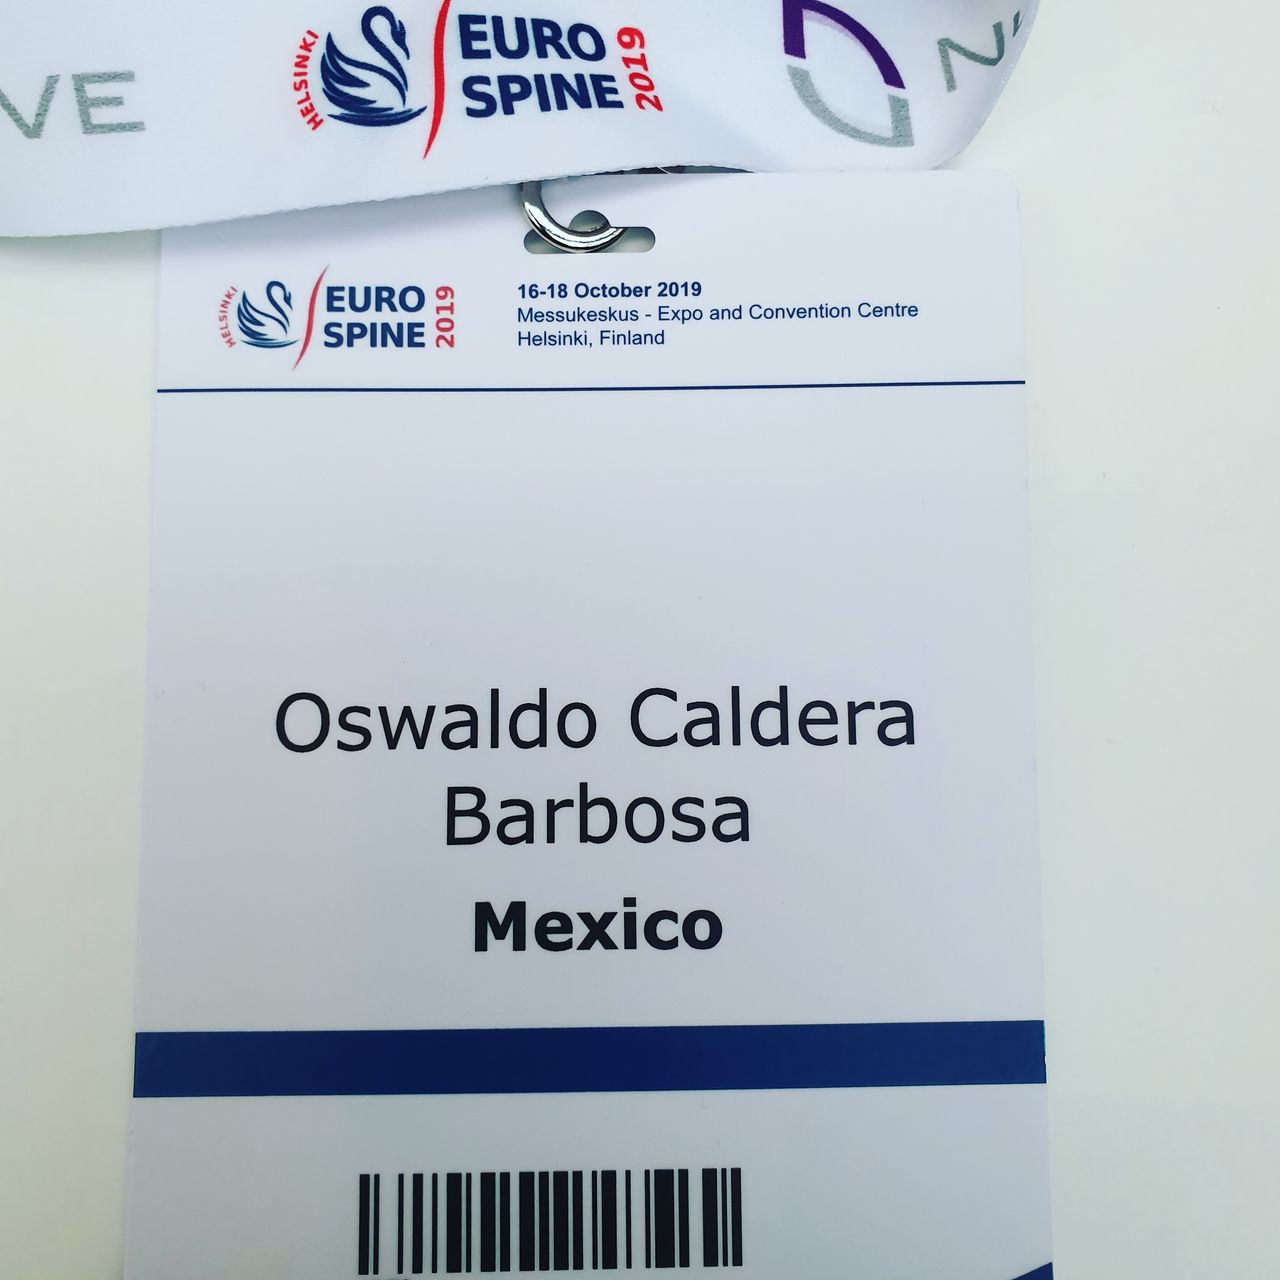 VE
HELSINKI
EURO
SPINE
2019
HELSINKI
EURO
SPINE
2019
16-18 October 2019
Messukeskus - Expo and Convention Centre
Helsinki, Finland
Oswaldo Caldera
Barbosa
Mexico